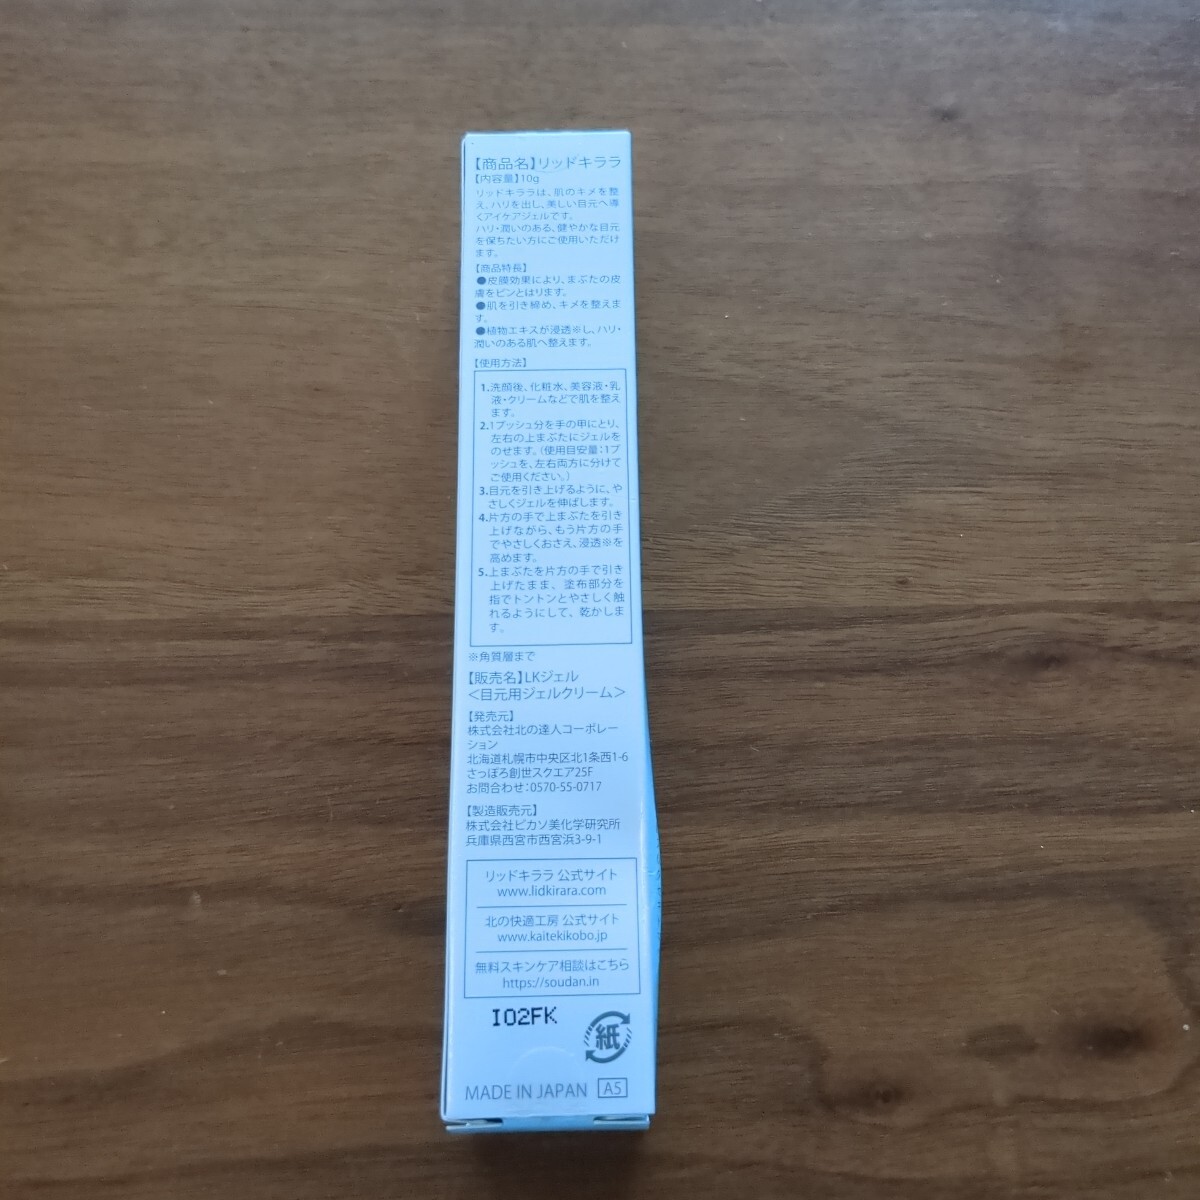 【商品名】リッドキララ
【内容量】10g
リッドキララは、肌のキメを整
え、ハリを出し、美しい目元へ導
くアイケアジェルです。
ハリ・潤いのある、健やかな目元
を保ちたい方にご使用いただけ
ます。
【商品特長】
●皮膜効果により、まぶたの皮
膚をピンとはります。
●肌を引き締め、キメを整えま
す。
●植物エキスが浸透※し、ハリ・
潤いのある肌へ整えます。
【使用方法】
1.洗顔後、化粧水、美容液・乳
液・クリームなどで肌を整え
ます。
2.1プッシュ分を手の甲にとり、
左右の上まぶたにジェルを
のせます。(使用目安量:1プ
ッシュを、左右両方に分けて
ご使用ください。)
3.目元を引き上げるように、や
さしくジェルを伸ばします。
4.片方の手で上まぶたを引き
上げながら、もう片方の手
でやさしくおさえ、浸透※を
高めます。
5.上まぶたを片方の手で引き
上げたまま、塗布部分を
指でトントンとやさしく触
れるようにして、乾かしま
す。
※角質層まで
【販売名】LKジェル
＜目元用ジェルクリーム＞
【発売元】
株式会社北の達人コーポレー
ション
北海道札幌市中央区北1条西1-6
さっぽろ創世スクエア25F
お問合わせ:0570-55-0717
【製造販売元】
株式会社ピカソ美化学研究所
兵庫県西宮市西宮浜3-9-1
リッドキララ 公式サイト
www.lidkirara.com
北の快適工房 公式サイト
www.kaitekikobo.jp
無料スキンケア相談はこちら
https://soudan.in
IO2FK
紙
MADE IN JAPAN A5